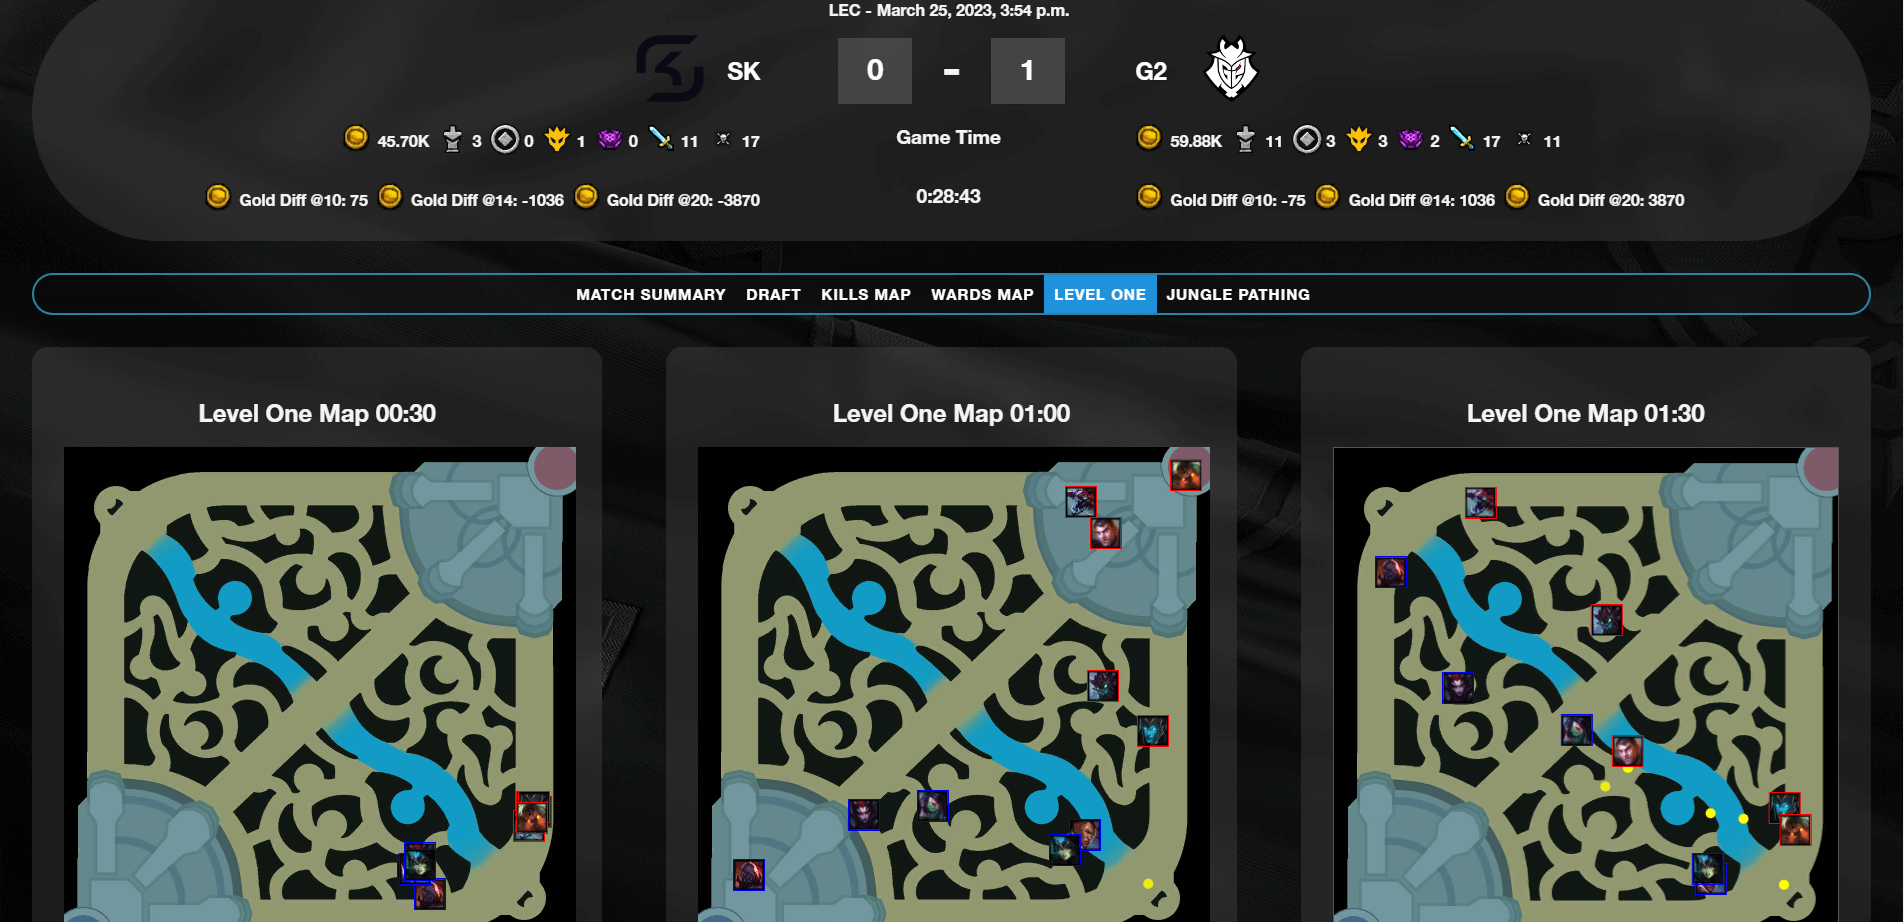 LEC - March 25, 2023, 3:54 p.m.
SK 0 - 1 G2
45.70K 3 0 1 0 11 17 Game Time 59.88K 11 3 3 2 17 11
Gold Diff @10: 75 Gold Diff @14: -1036 Gold Diff @20: -3870 0:28:43 Gold Diff @10: -75 Gold Diff @14: 1036 Gold Diff @20: 3870
MATCH SUMMARY DRAFT KILLS MAP WARDS MAP LEVEL ONE JUNGLE PATHING
Level One Map 00:30 Level One Map 01:00 Level One Map 01:30